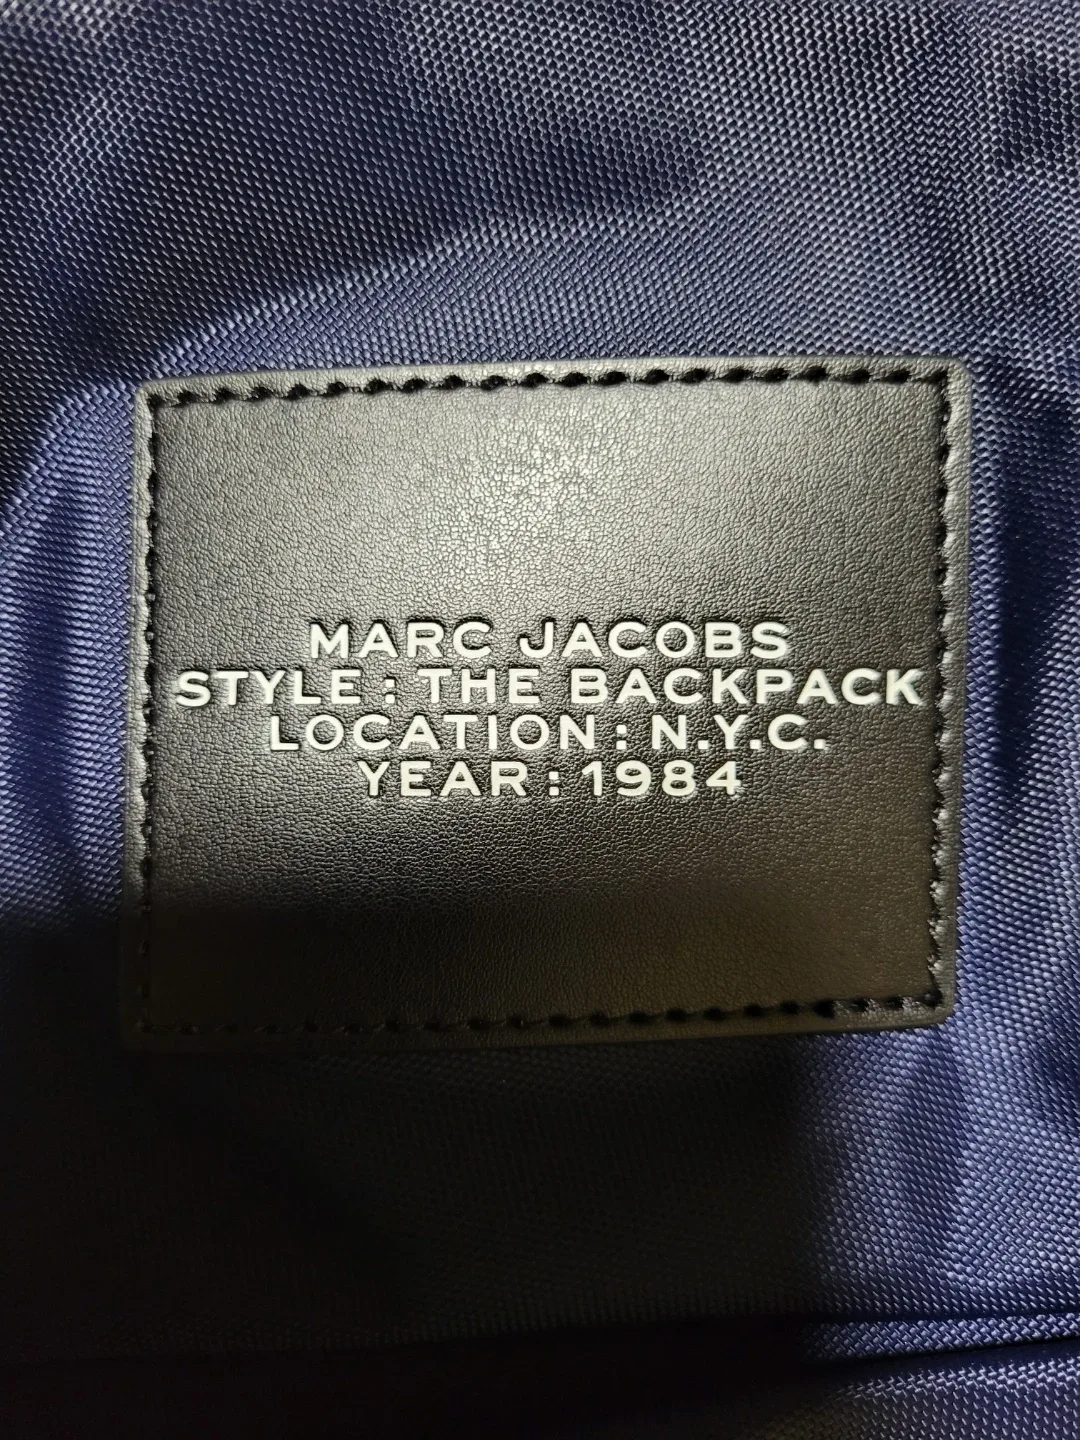 MARC JACOBS
STYLE : THE BACKPACK
LOCATION : N.Y.C.
YEAR : 1984